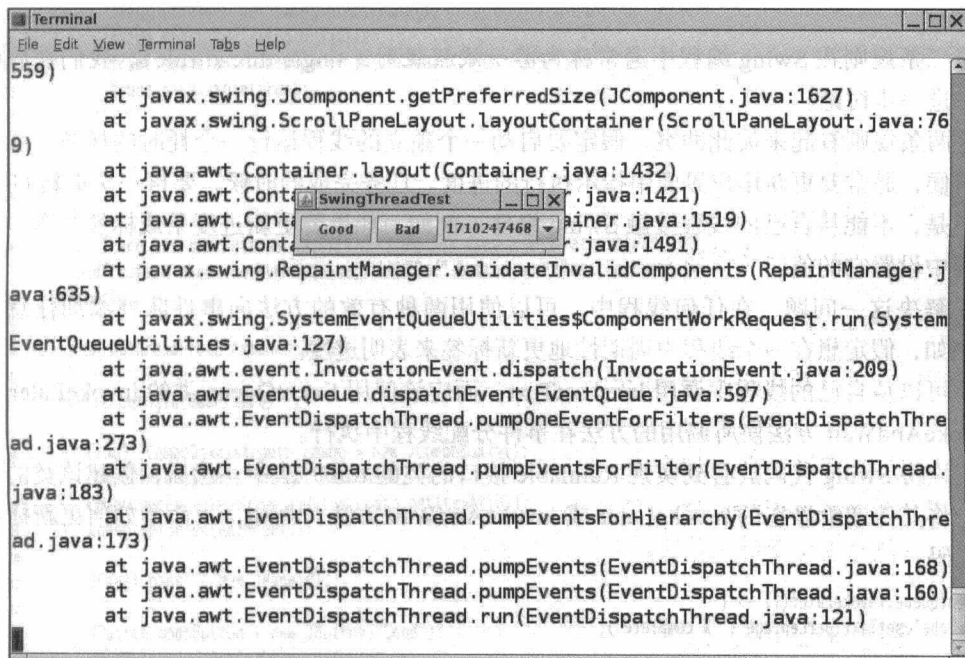 Terminal
File Edit View Terminal Tabs Help
559)
at javax.swing.JComponent.getPreferredSize(JComponent.java:1627)
at javax.swing.ScrollPaneLayout.layoutContainer(ScrollPaneLayout.java:76
9)
at java.awt.Container.layout(Container.java:1432)
at java.awt.Cont r.java:1421)
SwingThreadTest
at java.awt.Cont ainer.java:1519)
Good Bad 1710247468
at java.awt.Conta r.java:1491)
at javax.swing.RepaintManager.validateInvalidComponents(RepaintManager.j
ava:635)
at javax.swing.SystemEventQueueUtilities$ComponentWorkRequest.run(System
EventQueueUtilities.java:127)
at java.awt.event.InvocationEvent.dispatch(InvocationEvent.java:209)
at java.awt.EventQueue.dispatchEvent(EventQueue.java:597)
at java.awt.EventDispatchThread.pumpOneEventForFilters(EventDispatchThre
ad.java:273)
at java.awt.EventDispatchThread.pumpEventsForFilter(EventDispatchThread.
java:183)
at java.awt.EventDispatchThread.pumpEventsForHierarchy(EventDispatchThre
ad.java:173)
at java.awt.EventDispatchThread.pumpEvents(EventDispatchThread.java:168)
at java.awt.EventDispatchThread.pumpEvents(EventDispatchThread.java:160)
at java.awt.EventDispatchThread.run(EventDispatchThread.java:121)